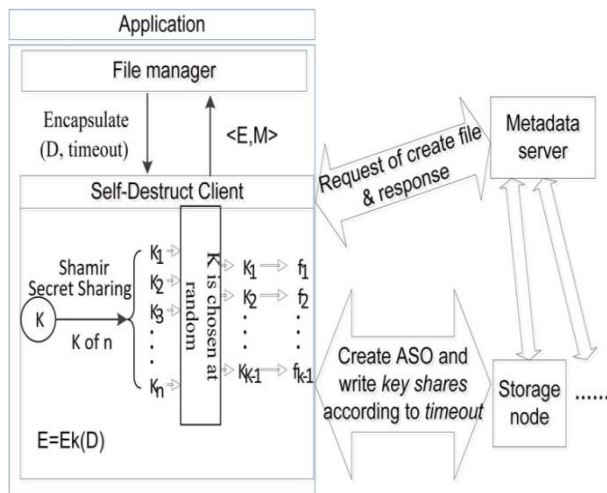 Application
File manager
Encapsulate
(D, timeout)
<E,M>
Self-Destruct Client
Shamir
Secret Sharing
K
K of n
K1
K2
K3
Kn
K is chosen at
random
K1
f1
K2
f2
KK-1
fk-1
E=Ek(D)
Request of create file
& response
Metadata
server
Create ASO and
write key shares
according to timeout
Storage
node
......